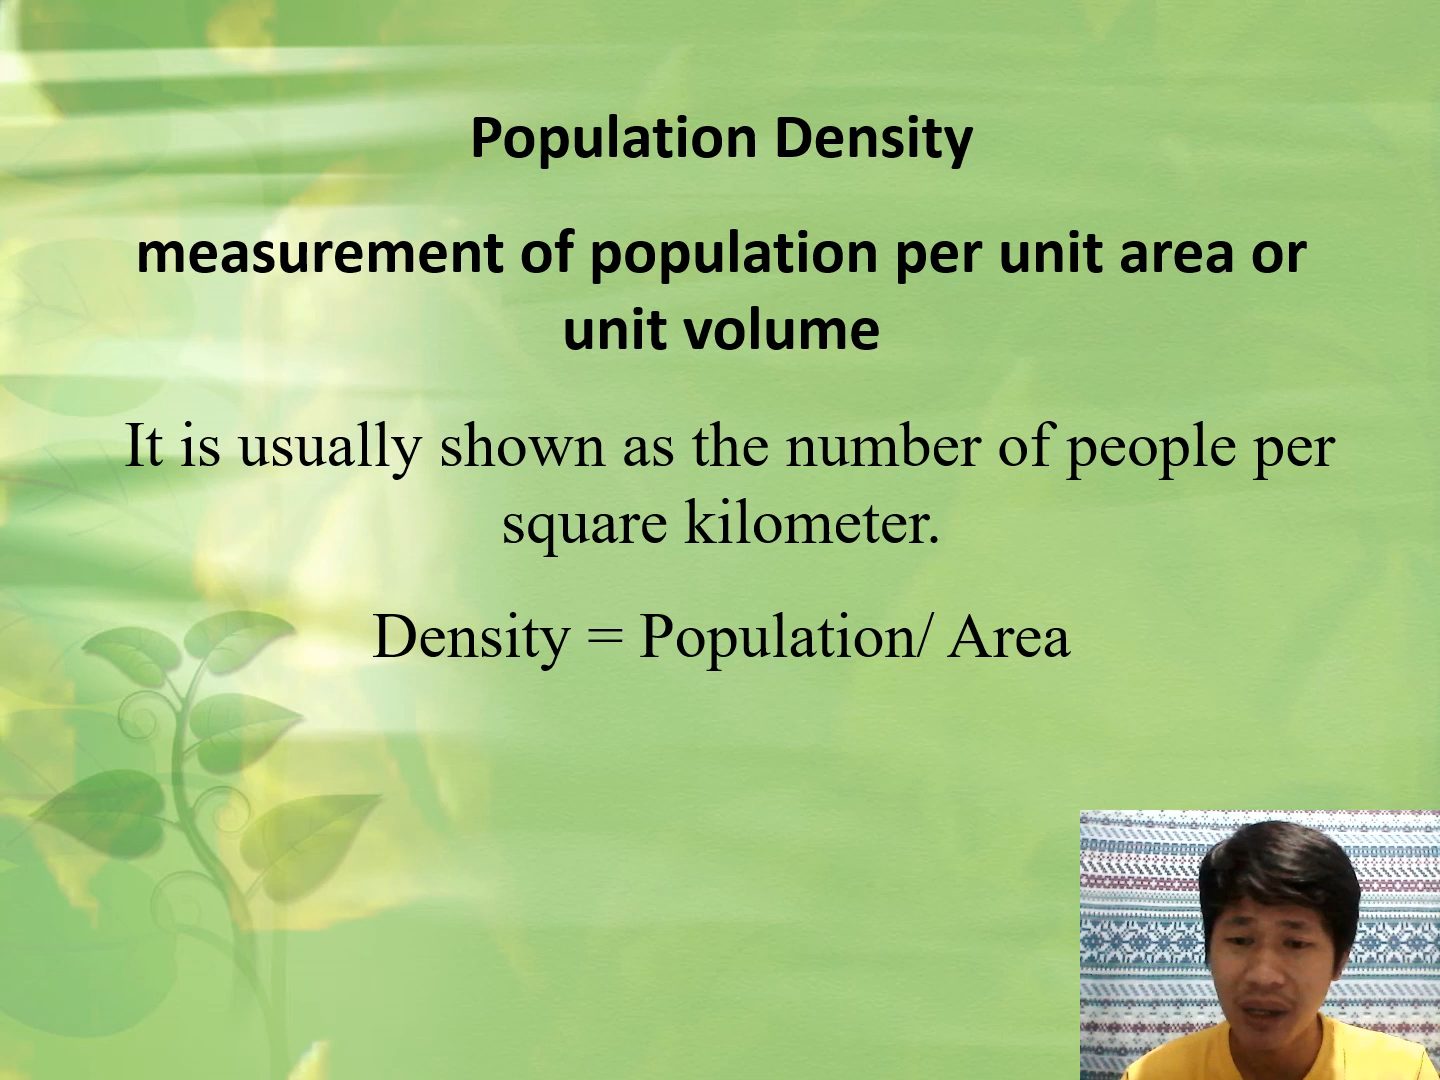 Population Density
measurement of population per unit area or
unit volume
It is usually shown as the number of people per
square kilometer.
Density = Population/ Area